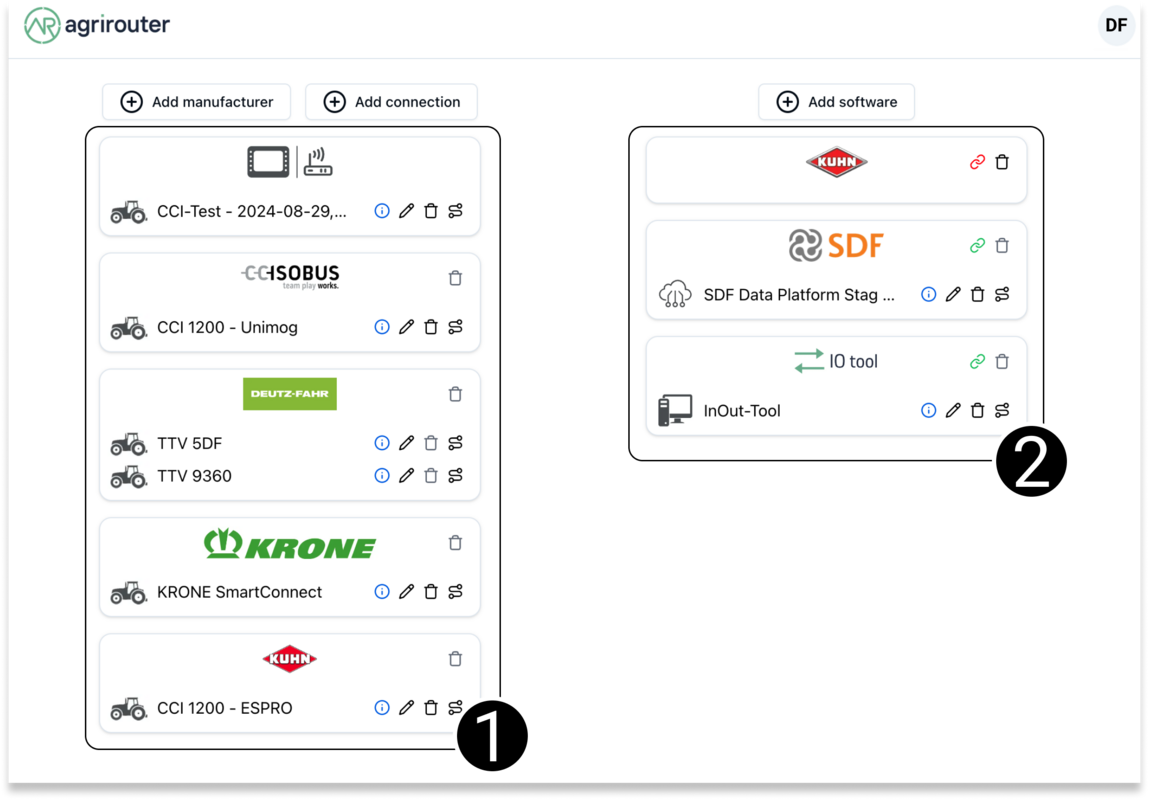 AR agrirouter
DF
Add manufacturer
Add connection
Add software
CCI-Test - 2024-08-29,...
CCISOBUS
team play works.
CCI 1200 - Unimog
DEUTZ-FAHR
TTV 5DF
TTV 9360
KRONE
KRONE SmartConnect
KUHN
CCI 1200 - ESPRO
1
KUHN
SDF
SDF Data Platform Stag ...
IO tool
InOut-Tool
2